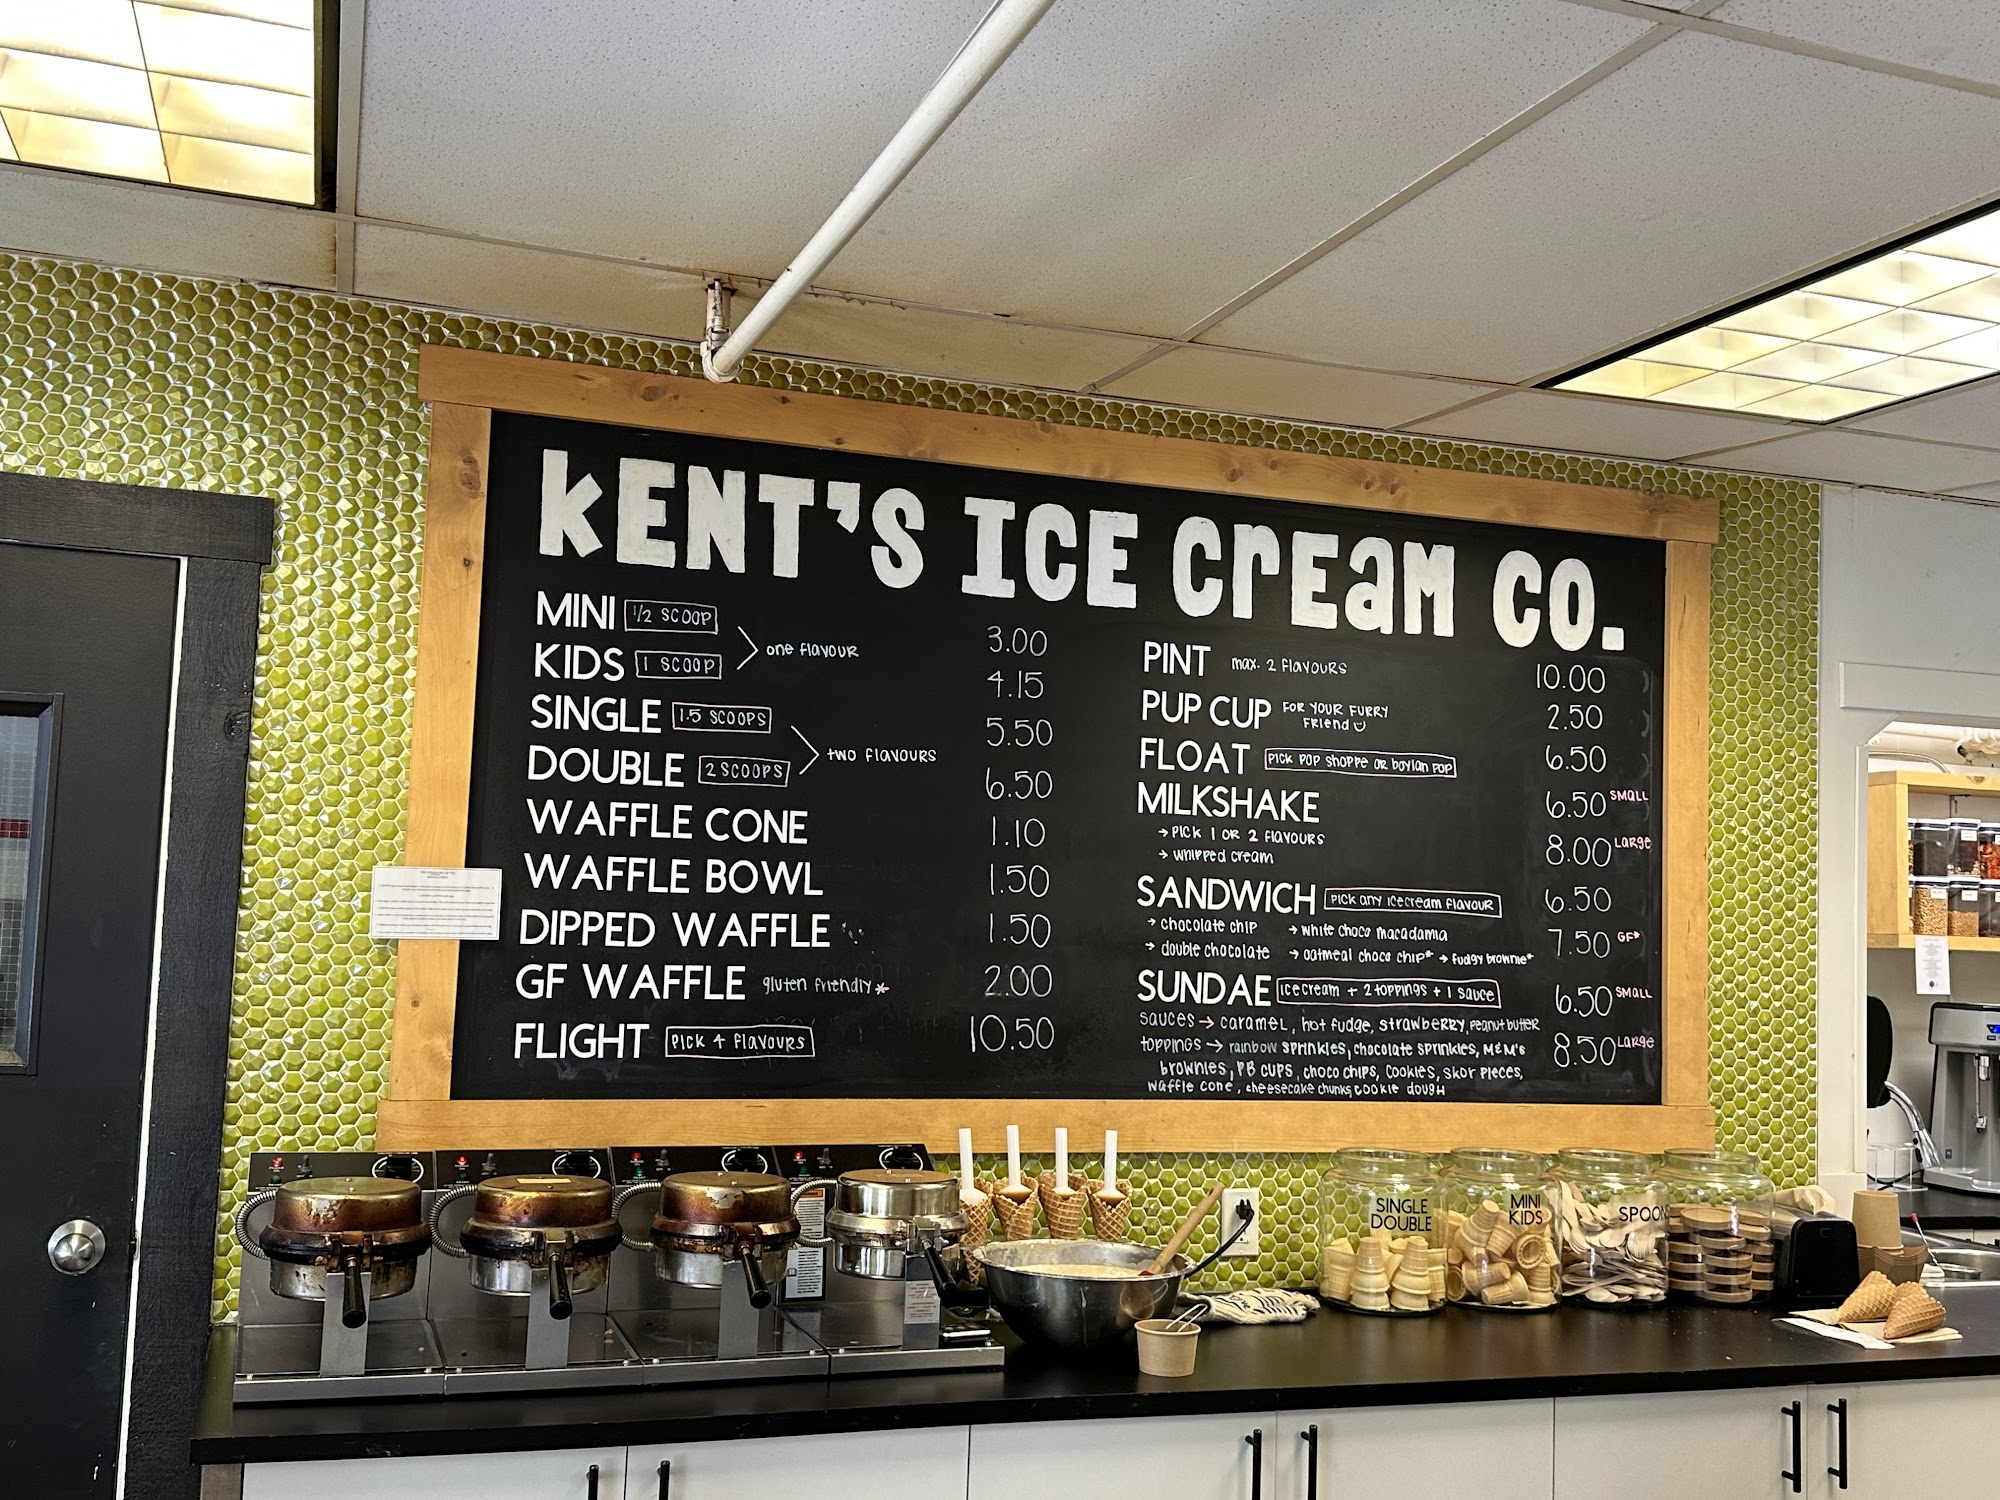 KENT'S ICE CREAM CO.
MINI 1/2 SCOOP 3.00
KIDS 1 SCOOP 4.15
one flavour
SINGLE 1.5 SCOOPS 5.50
DOUBLE 2 SCOOPS 6.50
two flavours
WAFFLE CONE 1.10
WAFFLE BOWL 1.50
DIPPED WAFFLE 1.50
GF WAFFLE gluten friendly* 2.00
FLIGHT PICK 4 flavours 10.50
PINT max. 2 flavours 10.00
PUP CUP FOR YOUR FURRY 2.50
FRIEND
FLOAT PICK POP Shoppe OR boylan POP 6.50
MILKSHAKE 6.50 SMALL
→ PICK 1 OR 2 flavours 8.00 Large
→ whipped cream
SANDWICH PICK any icecream flavour 6.50
→ chocolate chip → white choco macadamia 7.50 GF*
→ double chocolate → oatmeal choco chip* → fudgy brownie*
SUNDAE icecream + 2 toppings + 1 sauce 6.50 SMALL
sauces → caramel, hot fudge, strawberry, peanut butter
toppings → rainbow sprinkles, chocolate sprinkles, M&M's 8.50 Large
brownies, PB cups, choco chips, cookies, skor pieces,
waffle cone, cheesecake chunks, cookie dough
SINGLE
DOUBLE
MINI
KIDS
SPOON